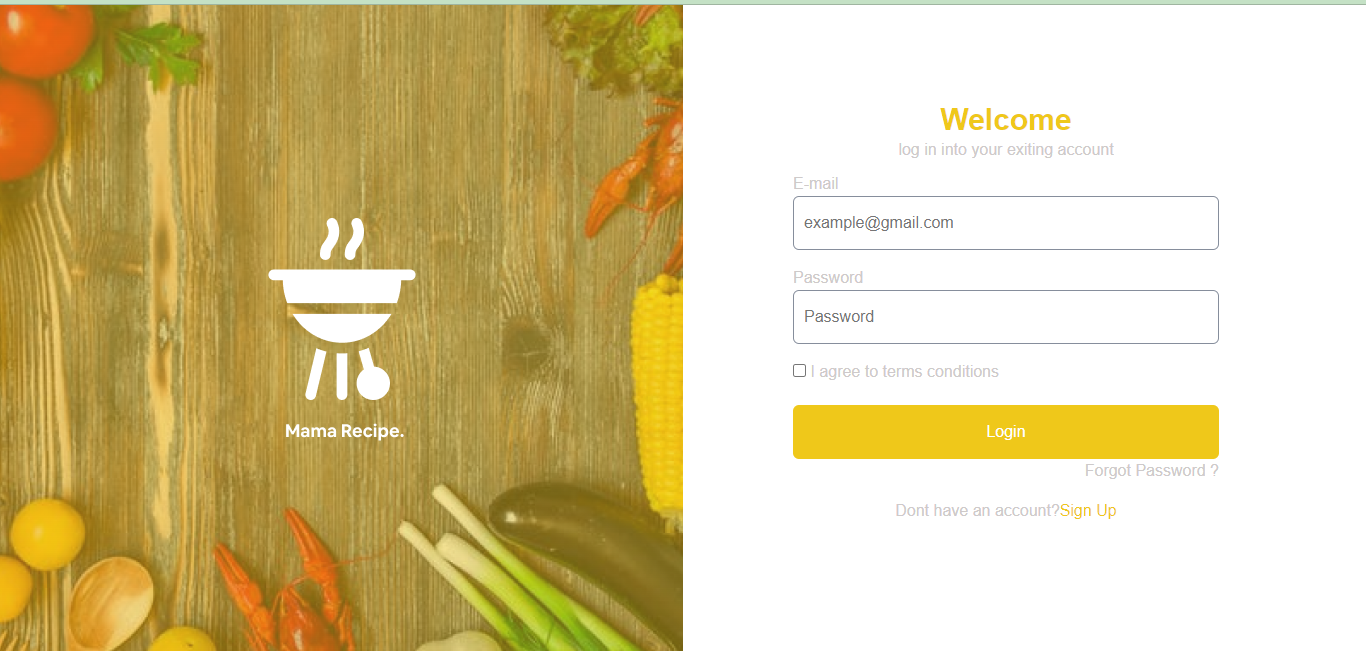 Mama Recipe.
Welcome
log in into your exiting account
E-mail
example@gmail.com
Password
Password
I agree to terms conditions
Login
Forgot Password ?
Dont have an account?Sign Up